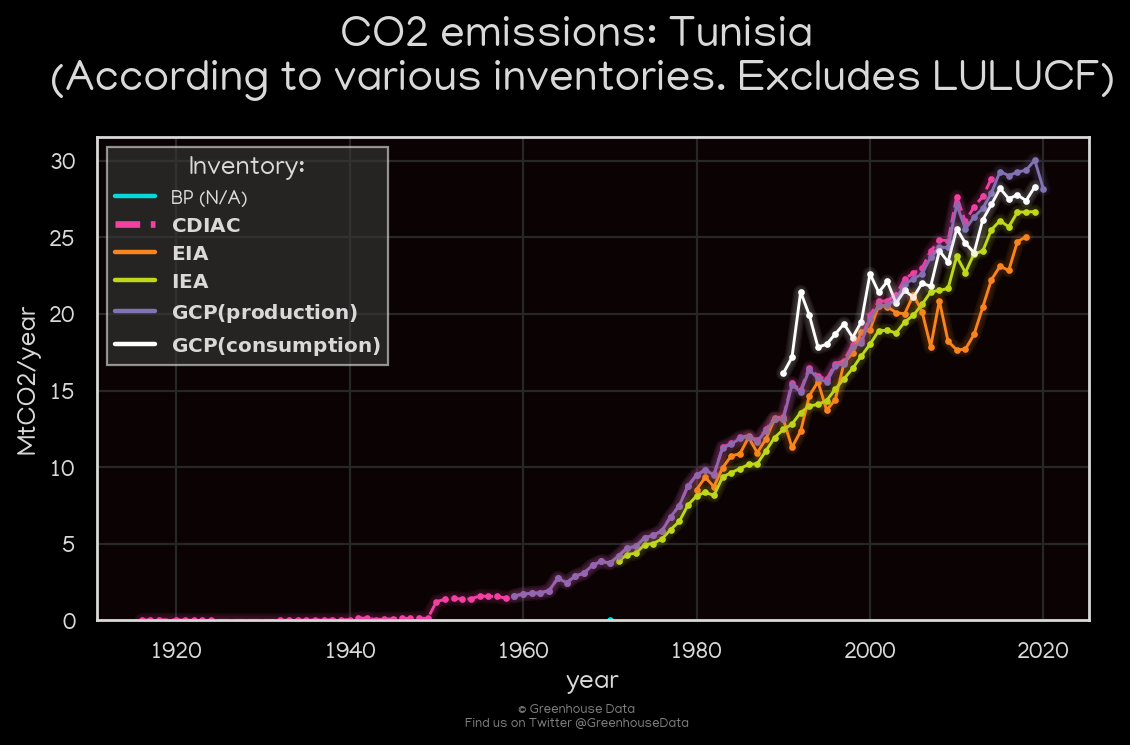 CO2 emissions: Tunisia
(According to various inventories. Excludes LULUCF)
Inventory:
BP (N/A)
CDIAC
EIA
IEA
GCP(production)
GCP(consumption)
30
25
20
15
10
5
0
MtCO2/year
1920 1940 1960 1980 2000 2020
year
© Greenhouse Data
Find us on Twitter @GreenhouseData